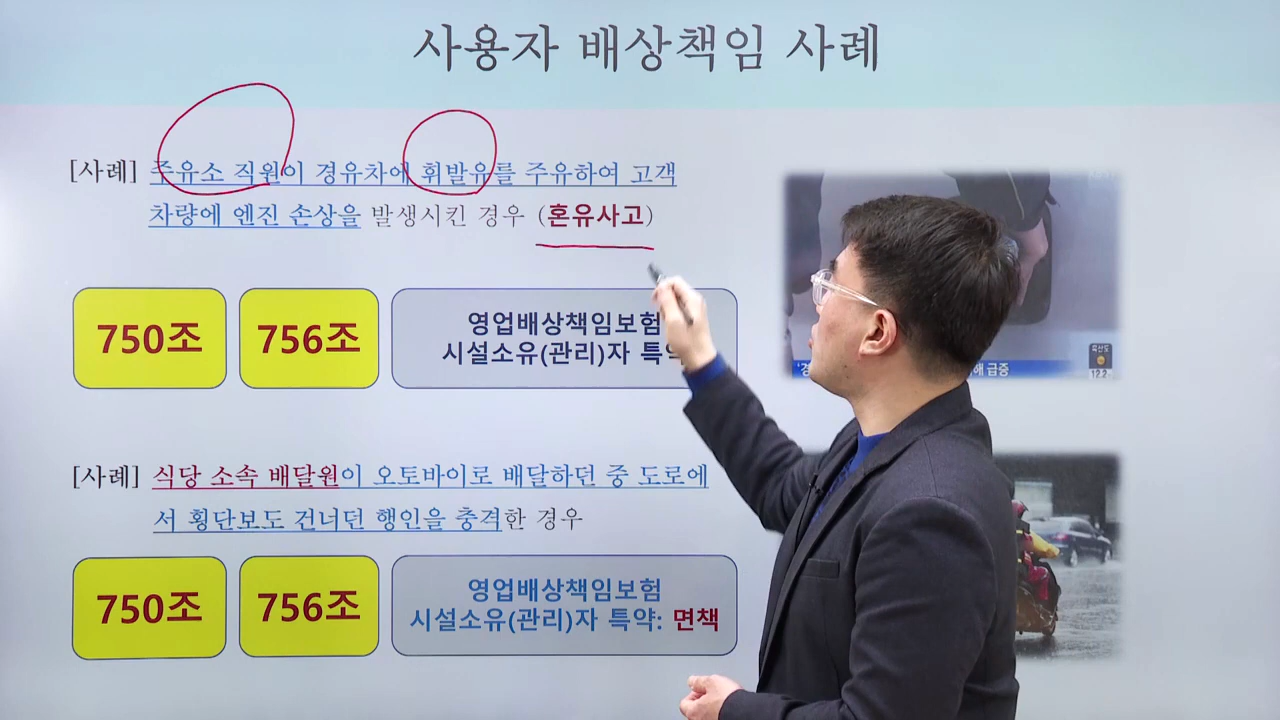 사용자 배상책임 사례
[사례] 주유소 직원이 경유차에 휘발유를 주유하여 고객
차량에 엔진 손상을 발생시킨 경우 (혼유사고)
750조
756조
영업배상책임보험
시설소유(관리)자 특약
급증
12.2
[사례] 식당 소속 배달원이 오토바이로 배달하던 중 도로에
서 횡단보도 건너던 행인을 충격한 경우
750조
756조
영업배상책임보험
시설소유(관리)자 특약: 면책